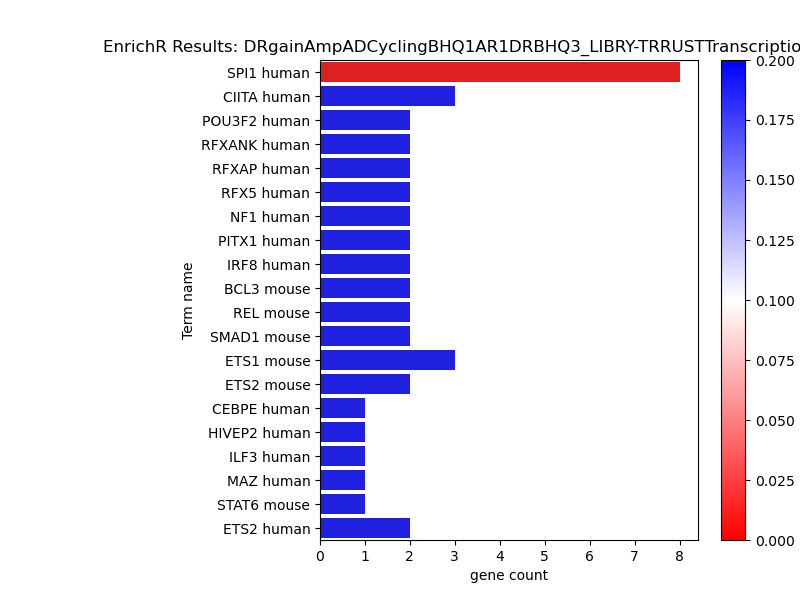 EnrichR Results: DRgainAmpADCyclingBHQ1AR1DRBHQ3_LIBRY-TRRUSTTranscriptio
SPI1 human
CIITA human
POU3F2 human
RFXANK human
RFXAP human
RFX5 human
NF1 human
PITX1 human
IRF8 human
BCL3 mouse
REL mouse
SMAD1 mouse
ETS1 mouse
ETS2 mouse
CEBPE human
HIVEP2 human
ILF3 human
MAZ human
STAT6 mouse
ETS2 human
Term name
0 1 2 3 4 5 6 7 8
gene count
0.200
0.175
0.150
0.125
0.100
0.075
0.050
0.025
0.000